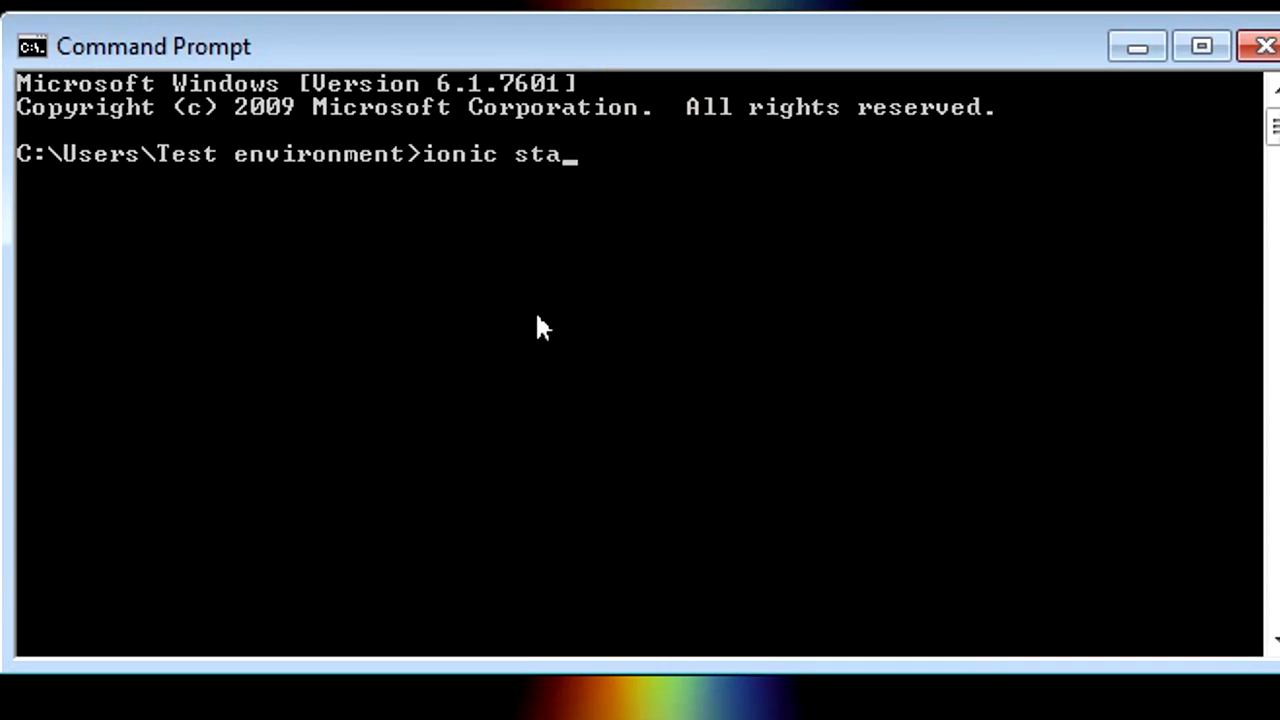 Command Prompt
Microsoft Windows [Version 6.1.7601]
Copyright (c) 2009 Microsoft Corporation.  All rights reserved.
C:\Users\Test environment>ionic sta_